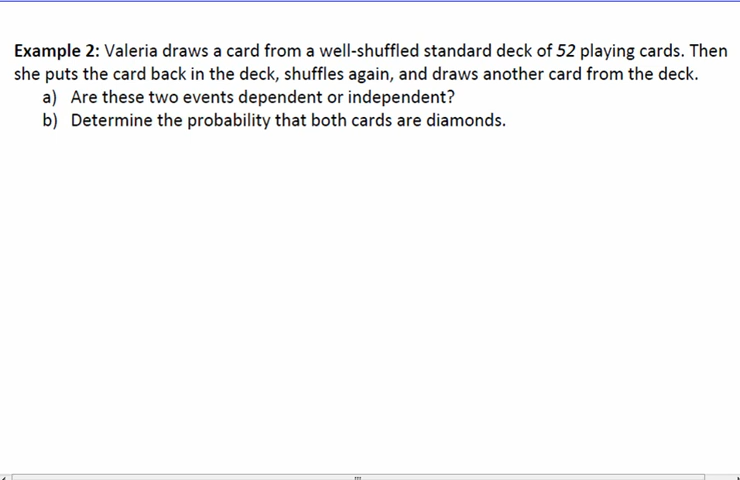 Example 2: Valeria draws a card from a well-shuffled standard deck of 52 playing cards. Then
she puts the card back in the deck, shuffles again, and draws another card from the deck.
a) Are these two events dependent or independent?
b) Determine the probability that both cards are diamonds.